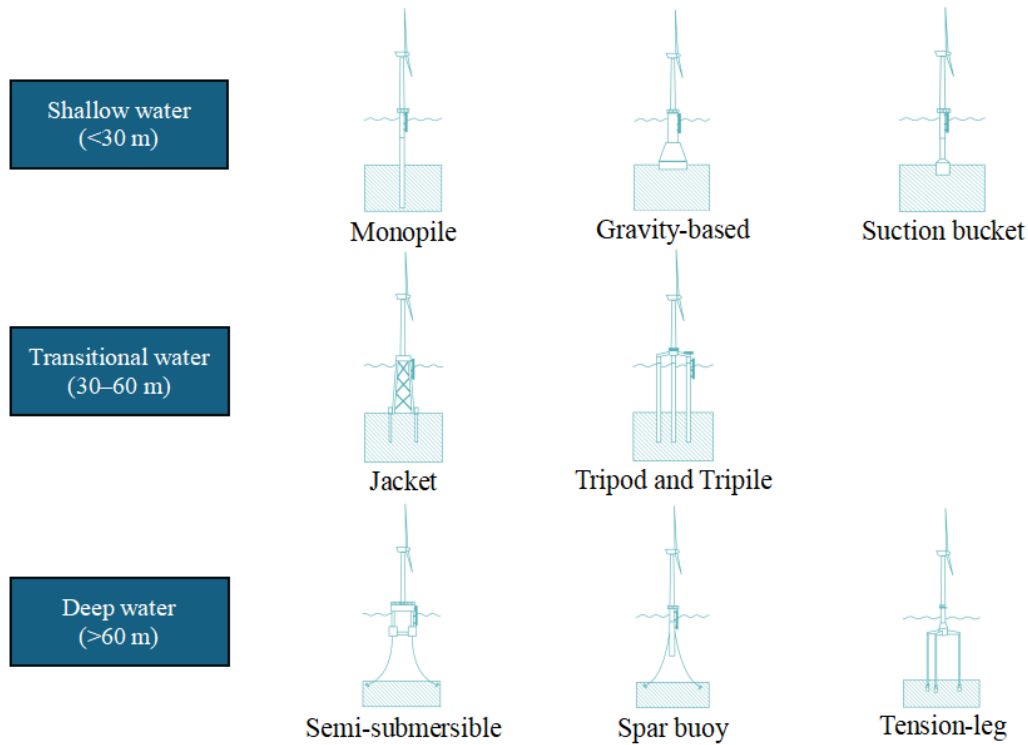 Shallow water
(<30 m)
Monopile
Gravity-based
Suction bucket
Transitional water
(30–60 m)
Jacket
Tripod and Tripile
Deep water
(>60 m)
Semi-submersible
Spar buoy
Tension-leg